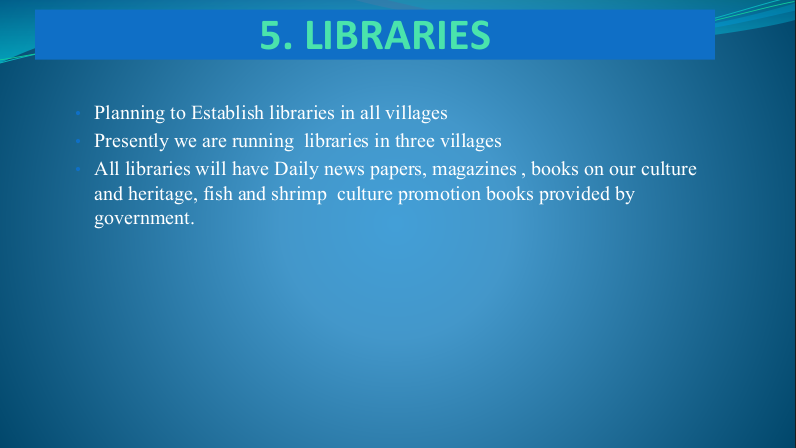 5. LIBRARIES
• Planning to Establish libraries in all villages
• Presently we are running  libraries in three villages
• All libraries will have Daily news papers, magazines , books on our culture
and heritage, fish and shrimp  culture promotion books provided by
government.